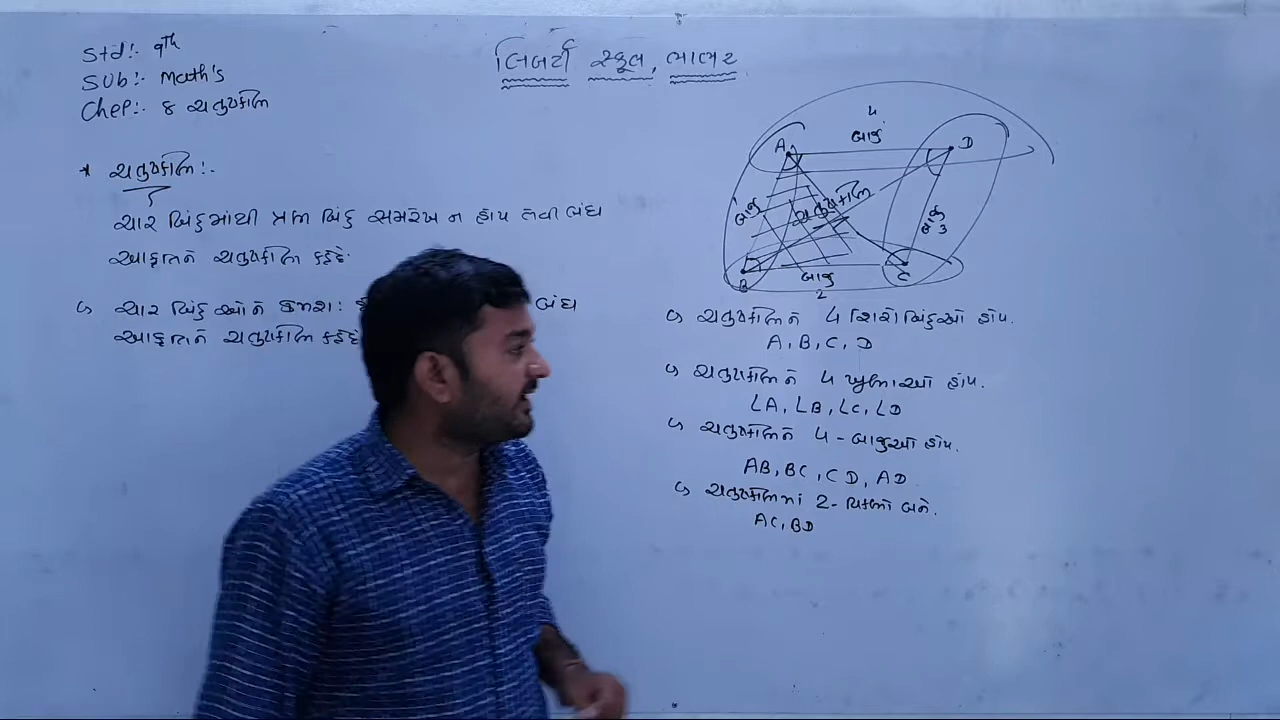 લિબર્ટી સ્કૂલ, ભાભર
Std:- 9th
Sub:- Math's
Chep:- 8 ચતુષ્કોણ
* ચતુષ્કોણ:-
ચાર બિંદુમાંથી ત્રણ બિંદુ સમરેખ ન હોય તેવી બંધ
આકૃતિને ચતુષ્કોણ કહેછે.
ચાર બિંદુઓને ક્રમશ: બંધ
આકૃતિને ચતુષ્કોણ કહેછે
4
બાજુ
A D
બાજુ ચતુષ્કોણ બાજુ 3
B બાજુ C
2
ચતુષ્કોણને 4 શિરોબિંદુઓ હોય.
A, B, C, D
ચતુષ્કોણને 4 ખુણાઓ હોય.
∠A, ∠B, ∠C, ∠D
ચતુષ્કોણને 4-બાજુઓ હોય.
AB, BC, CD, AD
ચતુષ્કોણમાં 2-વિકર્ણો બને.
AC, BD